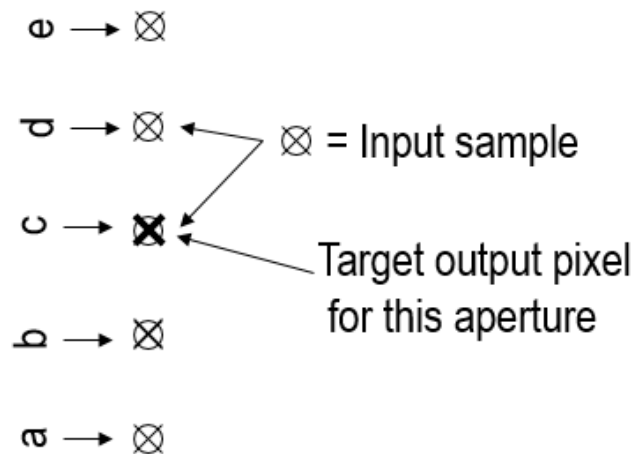 e
d
⊗ = Input sample
c
Target output pixel
for this aperture
b
a